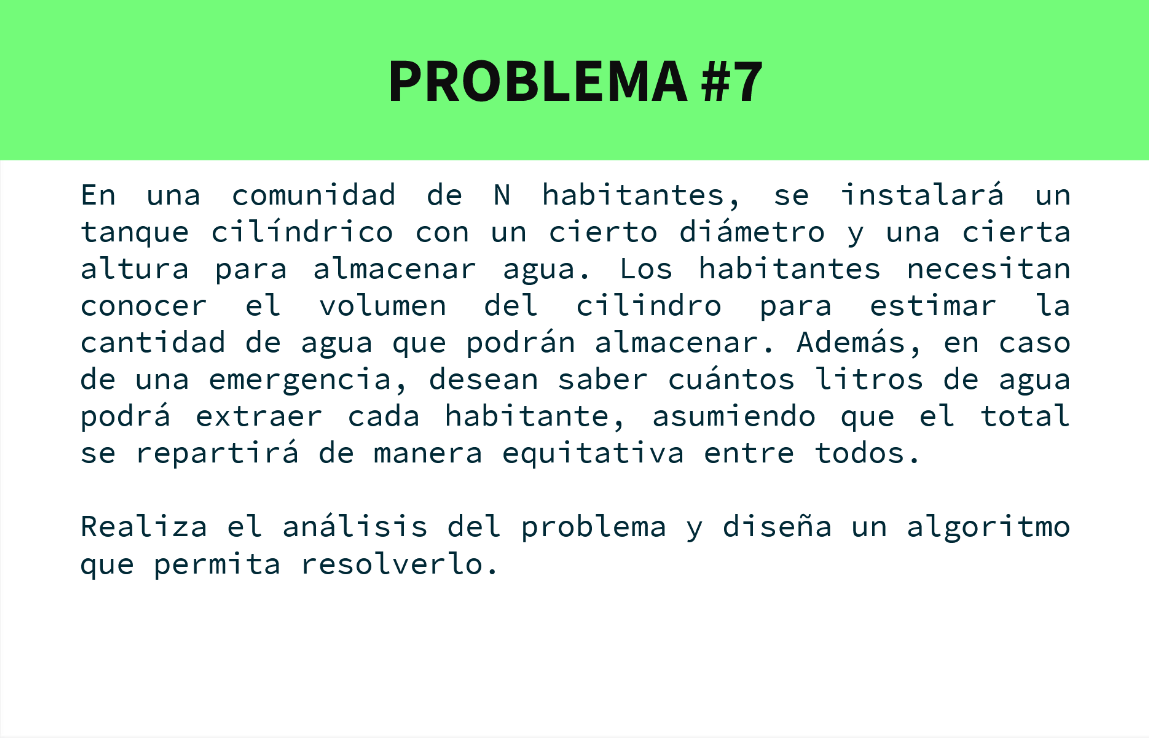 PROBLEMA #7
En una comunidad de N habitantes, se instalará un
tanque cilíndrico con un cierto diámetro y una cierta
altura para almacenar agua. Los habitantes necesitan
conocer el volumen del cilindro para estimar la
cantidad de agua que podrán almacenar. Además, en caso
de una emergencia, desean saber cuántos litros de agua
podrá extraer cada habitante, asumiendo que el total
se repartirá de manera equitativa entre todos.
Realiza el análisis del problema y diseña un algoritmo
que permita resolverlo.